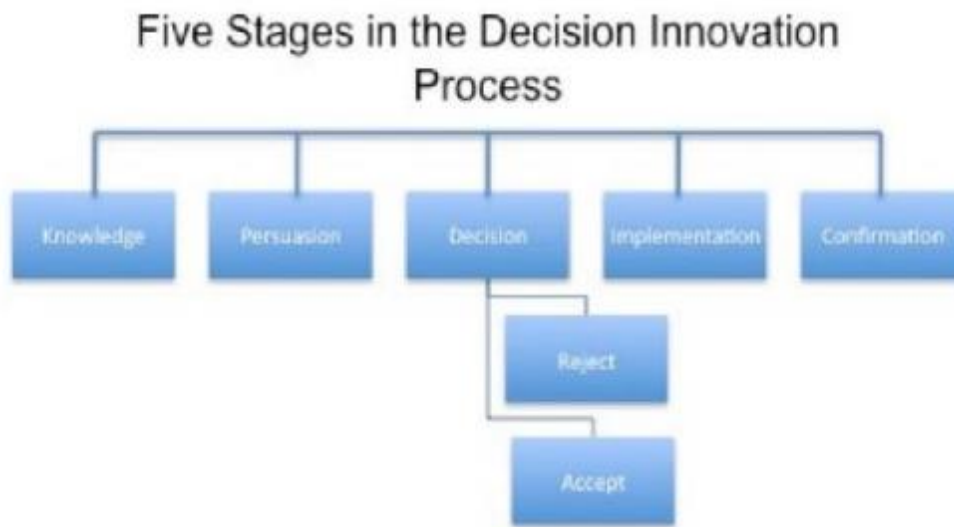 Five Stages in the Decision Innovation
Process
Knowledge
Persuasion
Decision
Implementation
Confirmation
Reject
Accept